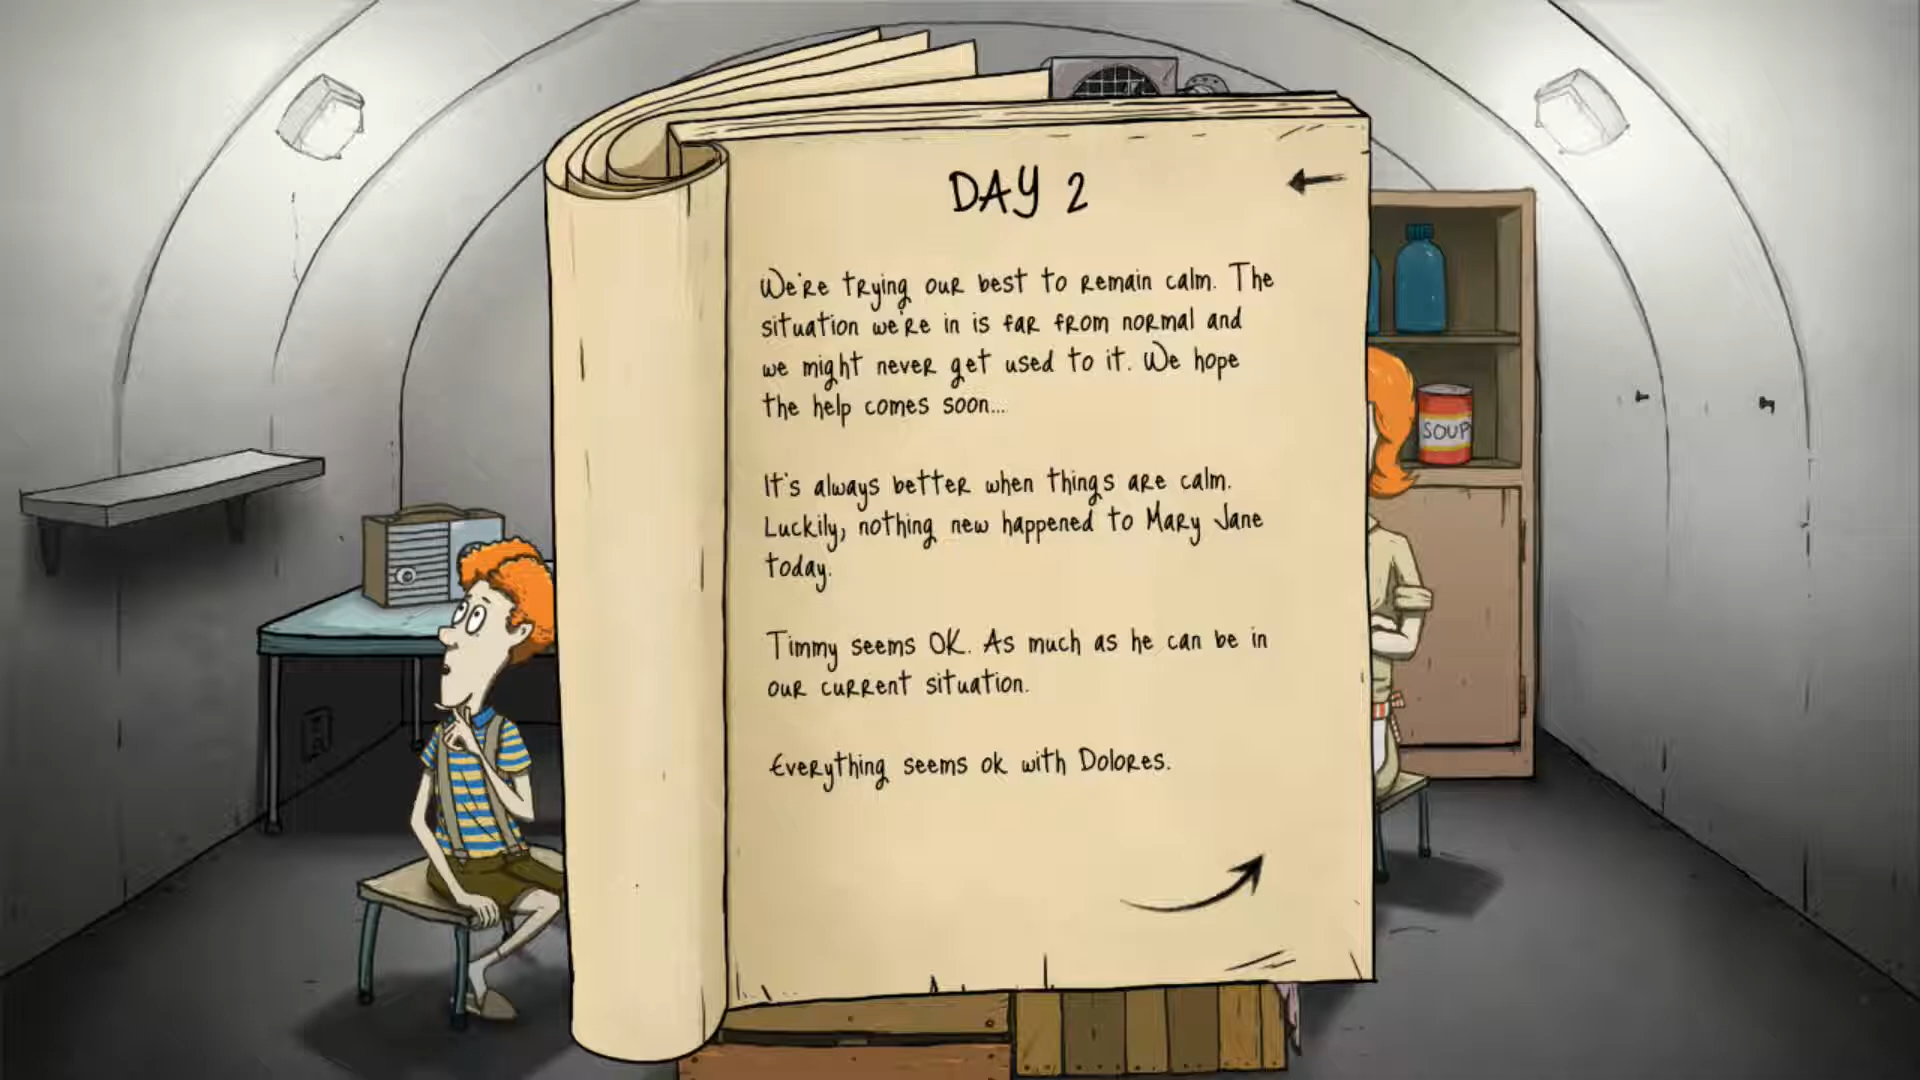 DAY 2
We're trying our best to remain calm. The
situation we're in is far from normal and
we might never get used to it. We hope
the help comes soon...
It's always better when things are calm.
Luckily, nothing new happened to Mary Jane
today.
Timmy seems OK. As much as he can be in
our current situation.
Everything seems ok with Dolores.
SOUP